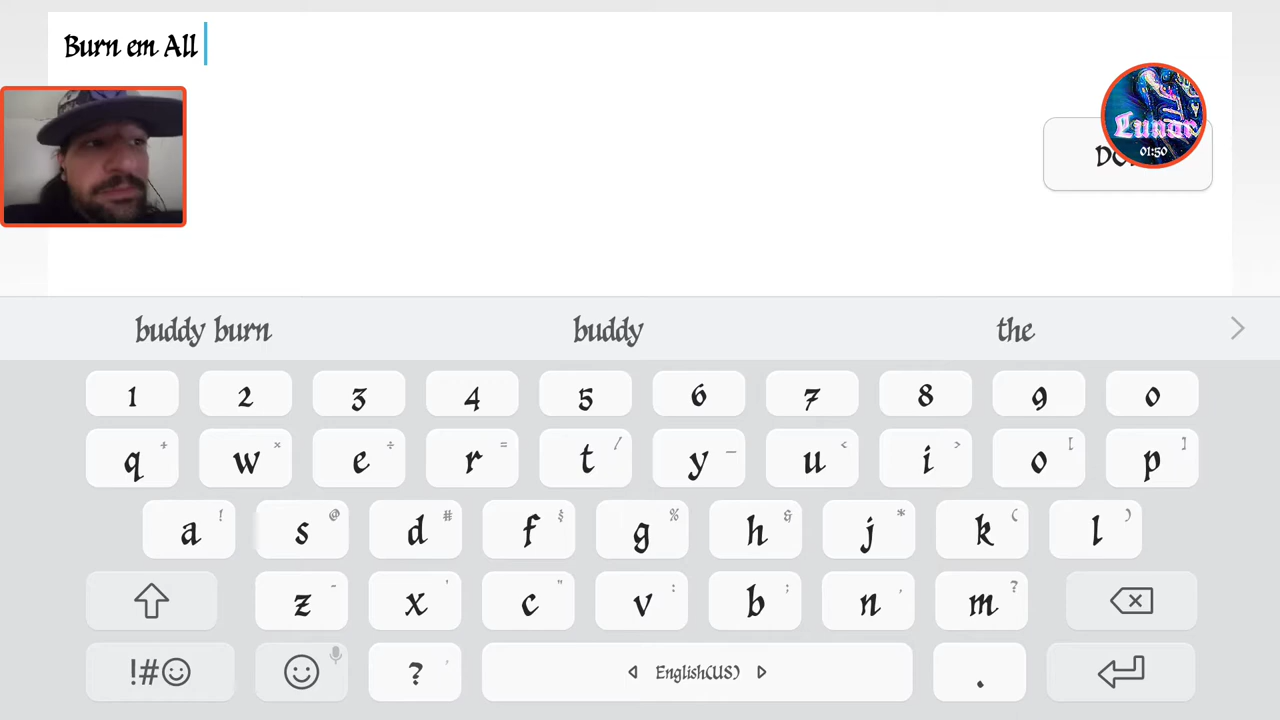 Burn em All
Lunar
01:50
buddy burn buddy the
1 2 3 4 5 6 7 8 9 0
q + w × e ÷ r = t / y _ u < i > o [ p ]
a ! s @ d # f $ g % h & j * k ( l )
z - x ' c " v : b ; n , m ?
!#☺ ? , English(US) .